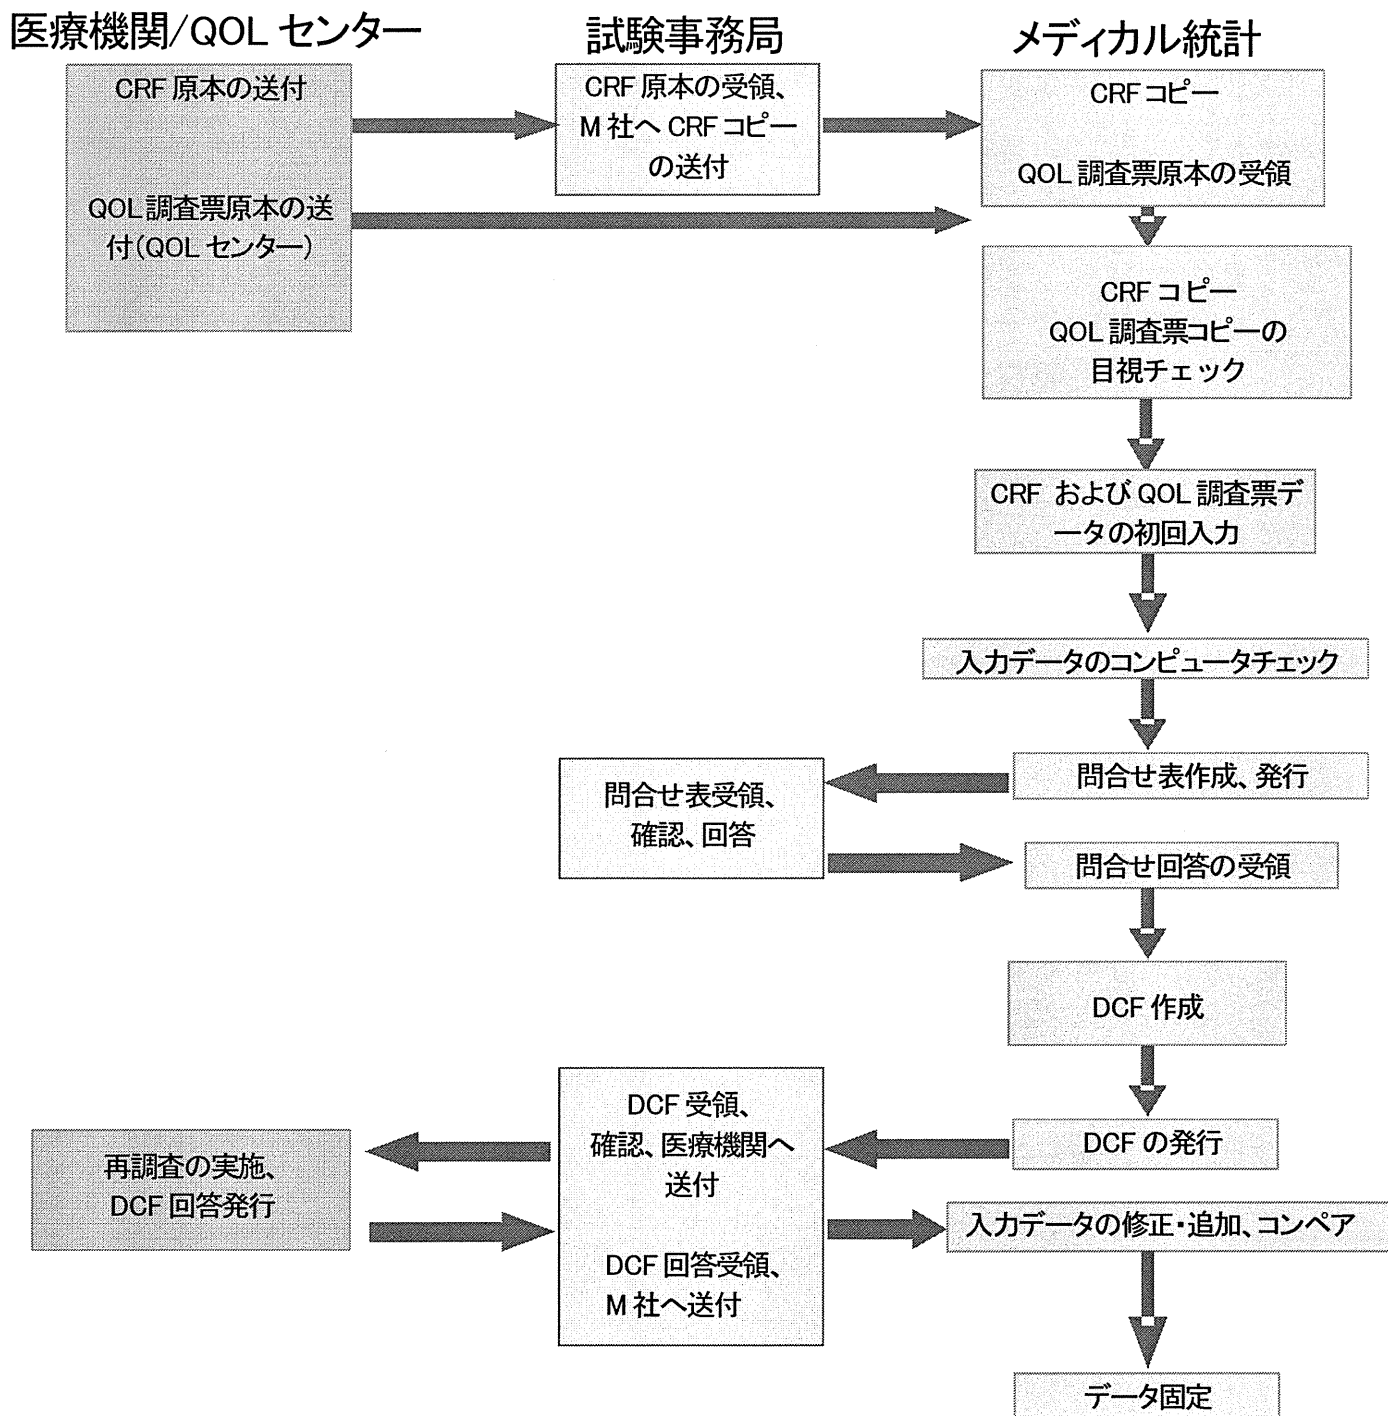 医療機関/QOL センター
試験事務局
メディカル統計
CRF 原本の送付
QOL 調査票原本の送
付(QOL センター)
CRF 原本の受領、
M 社へ CRF コピー
の送付
CRF コピー
QOL 調査票原本の受領
CRF コピー
QOL 調査票コピーの
目視チェック
CRF および QOL 調査票デ
ータの初回入力
入力データのコンピュータチェック
問合せ表作成、発行
問合せ表受領、
確認、回答
問合せ回答の受領
DCF 作成
DCF の発行
DCF 受領、
確認、医療機関へ
送付
再調査の実施、
DCF 回答発行
DCF 回答受領、
M 社へ送付
入力データの修正・追加、コンペア
データ固定